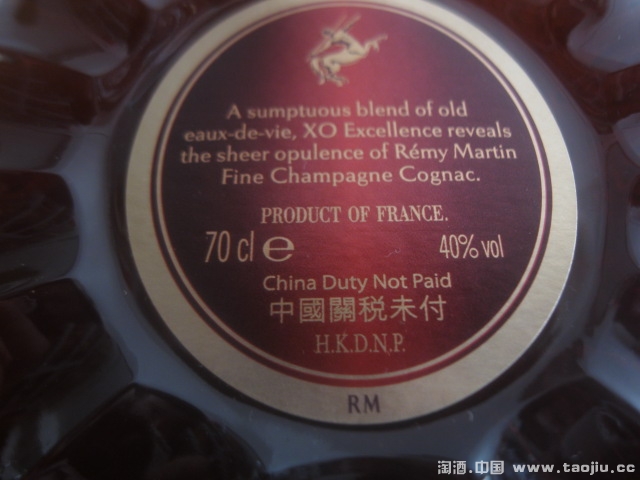 A sumptuous blend of old
eaux-de-vie, XO Excellence reveals
the sheer opulence of Rémy Martin
Fine Champagne Cognac.
PRODUCT OF FRANCE.
70 cl e 40% vol
China Duty Not Paid
中國關税未付
H.K.D.N.P.
RM
淘酒.中国 www.taojiu.cc